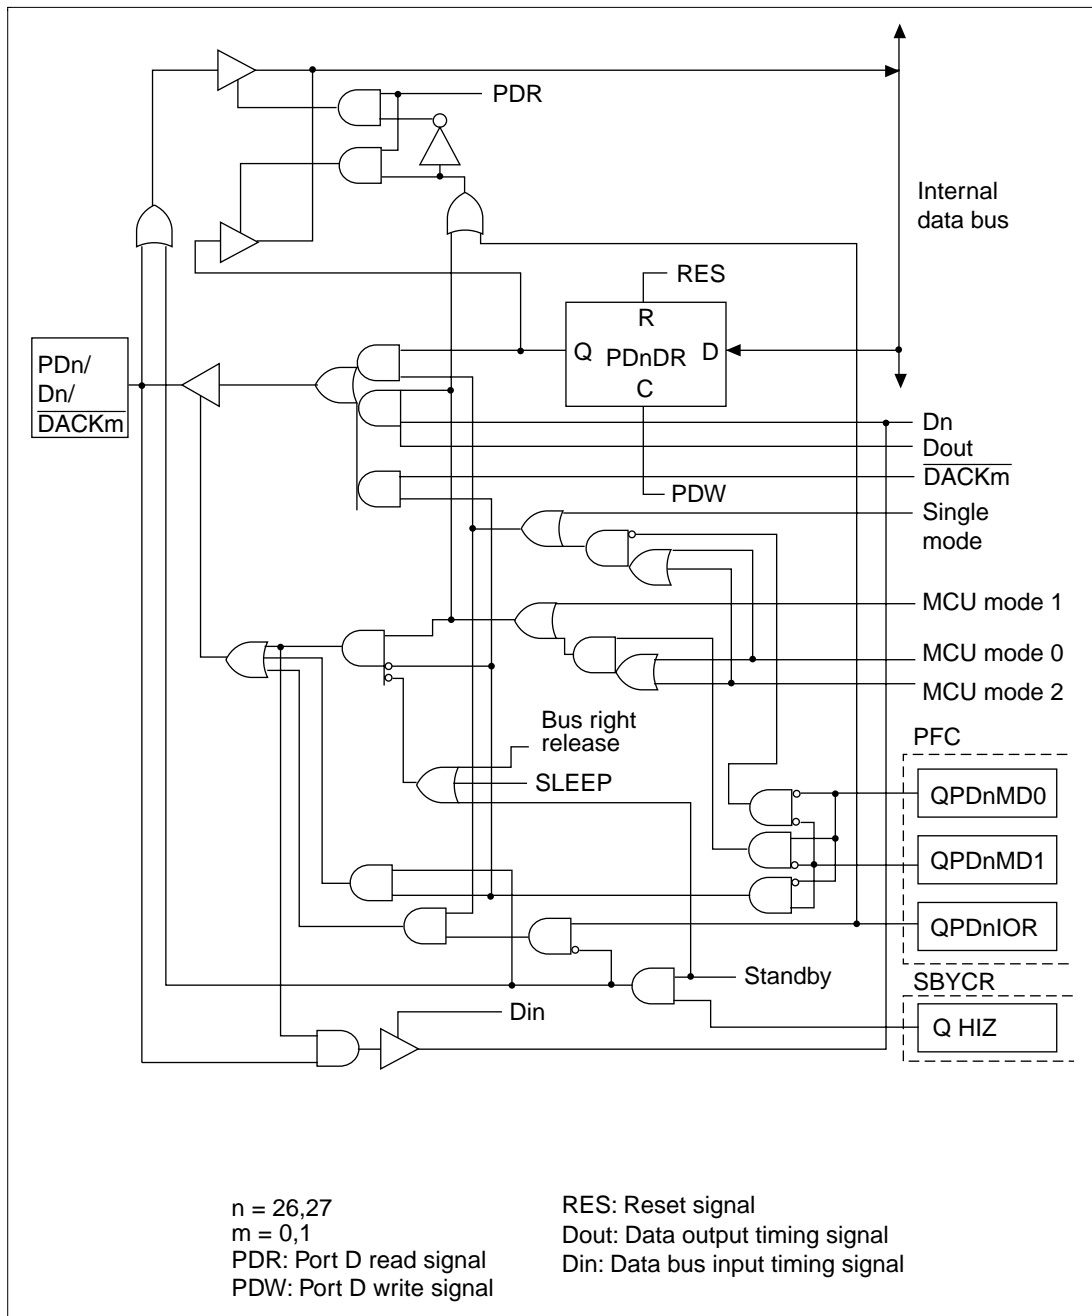 PDR
Internal
data bus
RES
R
Q
PDnDR
D
C
PDn/
Dn/
DACKm
Dn
Dout
DACKm
PDW
Single
mode
MCU mode 1
MCU mode 0
MCU mode 2
Bus right
release
SLEEP
PFC
QPDnMD0
QPDnMD1
QPDnIOR
Standby
SBYCR
Q HIZ
Din
n = 26,27
m = 0,1
PDR: Port D read signal
PDW: Port D write signal
RES: Reset signal
Dout: Data output timing signal
Din: Data bus input timing signal